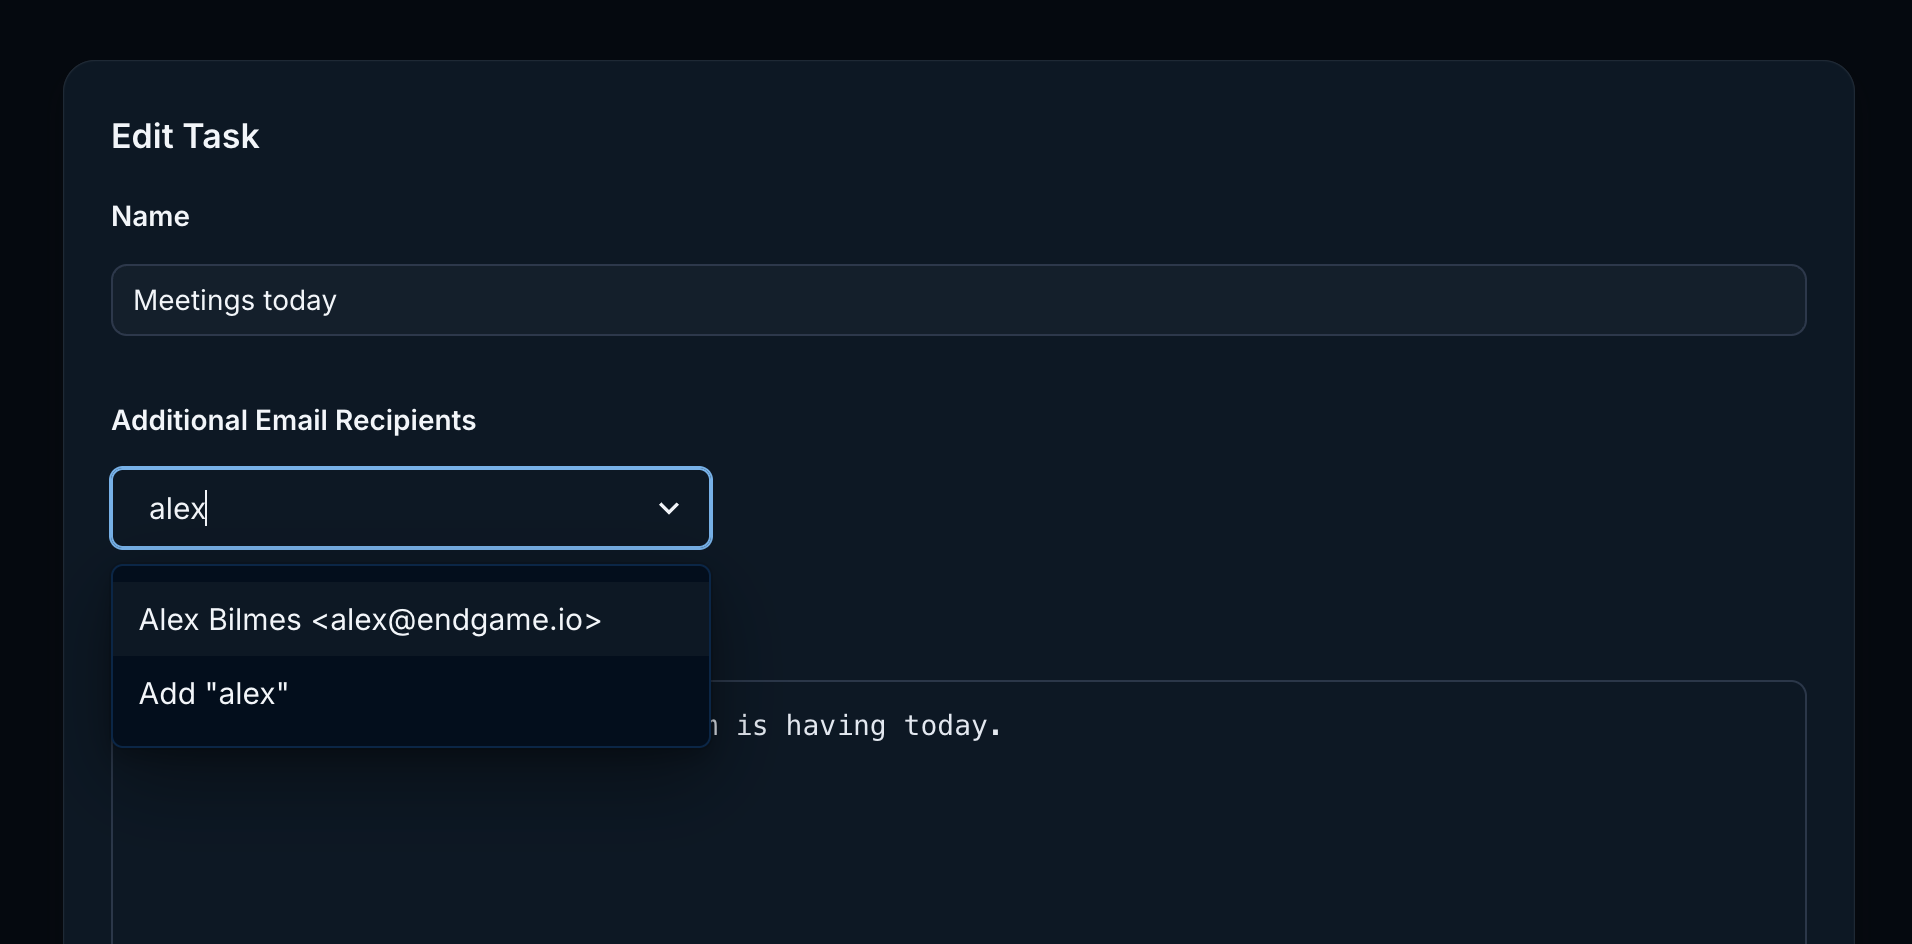 Edit Task
Name
Meetings today
Additional Email Recipients
alex
Alex Bilmes <alex@endgame.io>
Add "alex"
is having today.